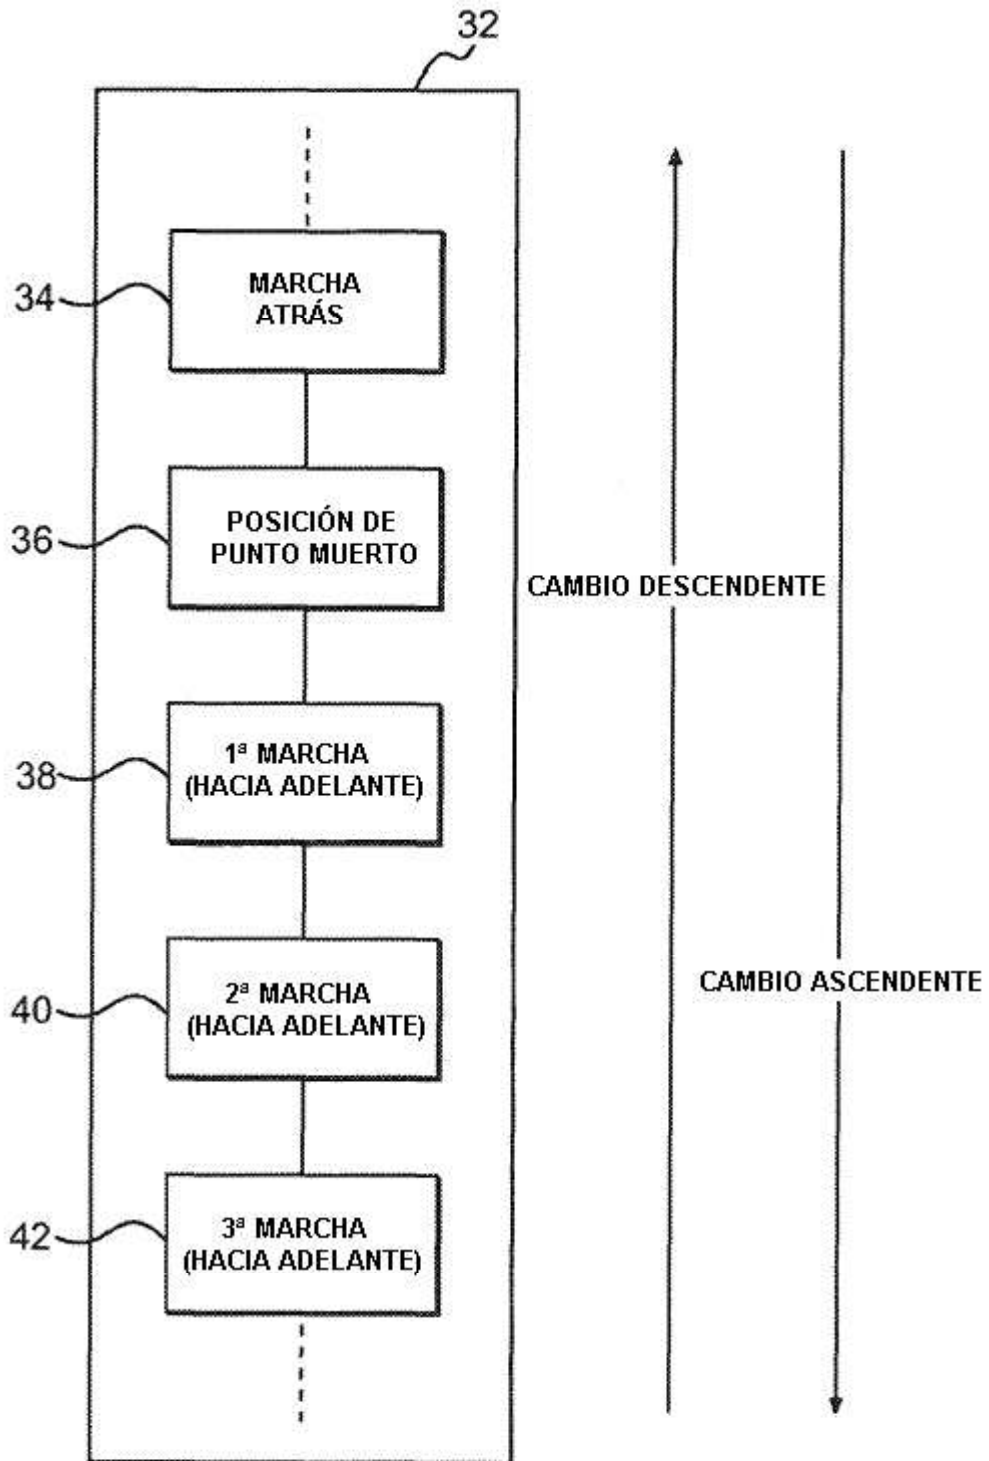 32
34
MARCHA
ATRÁS
36
POSICIÓN DE
PUNTO MUERTO
CAMBIO DESCENDENTE
38
1ª MARCHA
(HACIA ADELANTE)
40
2ª MARCHA
(HACIA ADELANTE)
CAMBIO ASCENDENTE
42
3ª MARCHA
(HACIA ADELANTE)